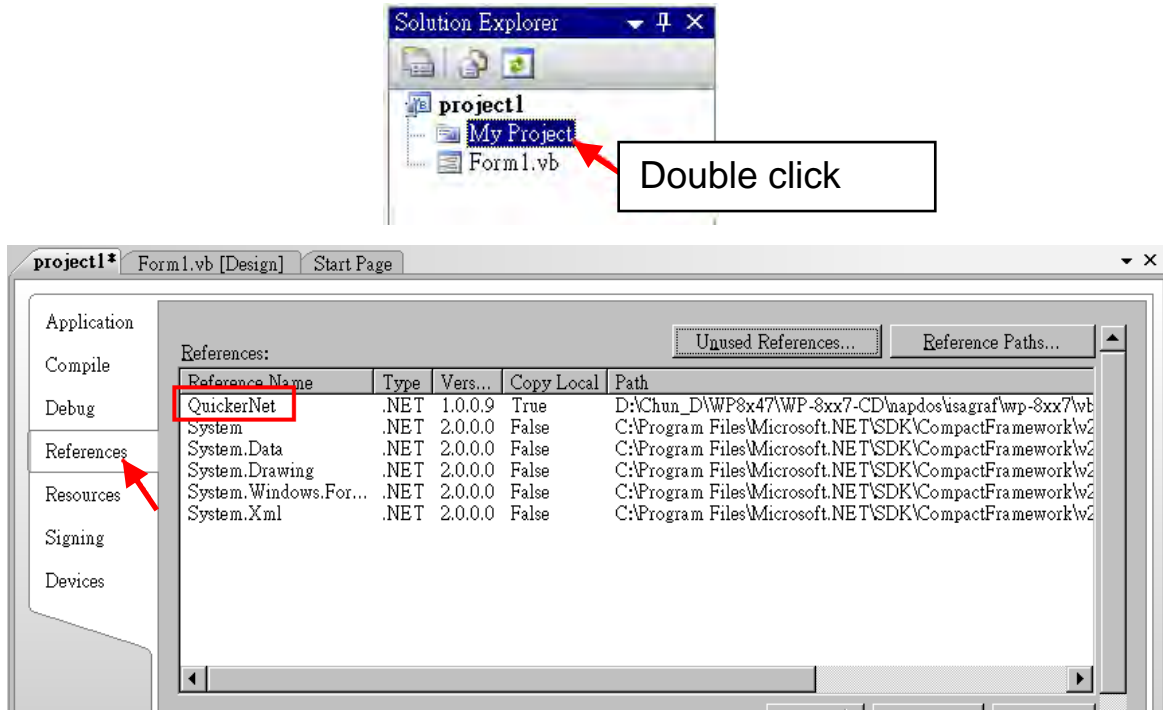 Solution Explorer
project1
My Project
Form1.vb
Double click
project1* Form1.vb [Design] Start Page
Application
Compile
Debug
References
Resources
Signing
Devices
Unused References... Reference Paths...
References:
Reference Name Type Vers... Copy Local Path
QuickerNet .NET 1.0.0.9 True D:\Chun_D\WP8x47\WP-8xx7-CD\napdos\isagraf\wp-8xx7\vb
System .NET 2.0.0.0 False C:\Program Files\Microsoft.NET\SDK\CompactFramework\v2
System.Data .NET 2.0.0.0 False C:\Program Files\Microsoft.NET\SDK\CompactFramework\v2
System.Drawing .NET 2.0.0.0 False C:\Program Files\Microsoft.NET\SDK\CompactFramework\v2
System.Windows.For... .NET 2.0.0.0 False C:\Program Files\Microsoft.NET\SDK\CompactFramework\v2
System.Xml .NET 2.0.0.0 False C:\Program Files\Microsoft.NET\SDK\CompactFramework\v2